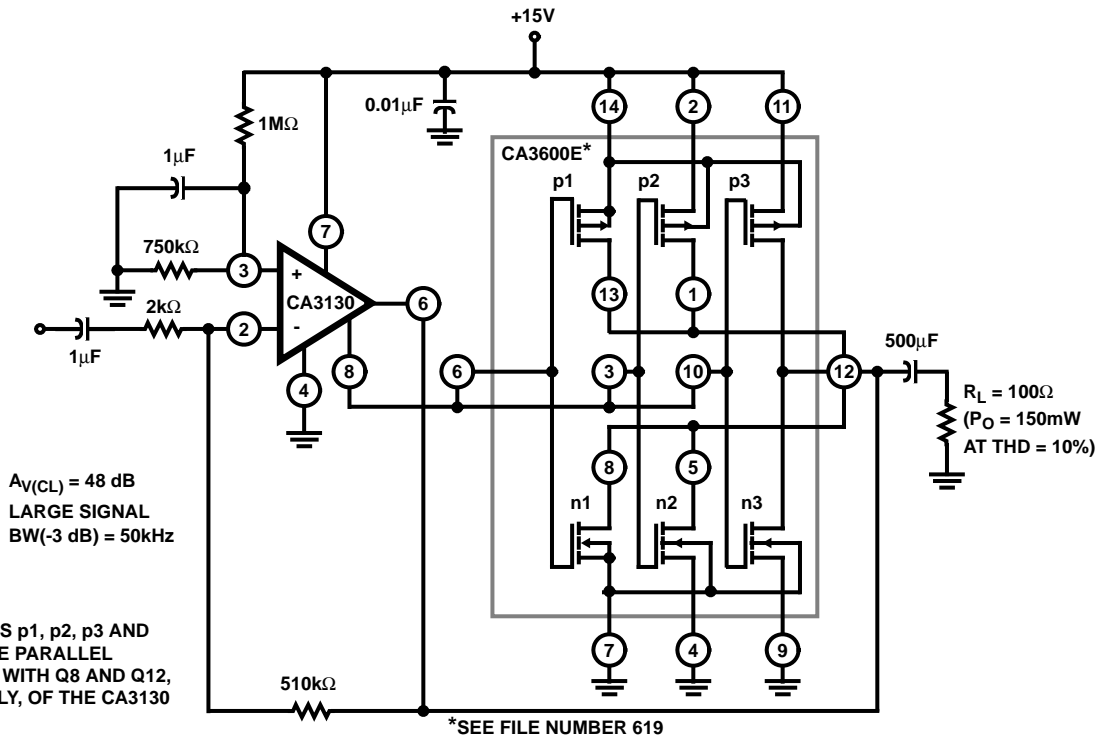 +15V
14
2
11
0.01μF
1MΩ
CA3600E*
1μF
p1
p2
p3
7
750kΩ
3
+
CA3130
6
13
1
2kΩ
2
-
500μF
1μF
4
8
6
3
10
12
R_L = 100Ω
(P_O = 150mW
AT THD = 10%)
8
5
A_V(CL) = 48 dB
LARGE SIGNAL
BW(-3 dB) = 50kHz
n1
n2
n3
7
4
9
p1, p2, p3 AND
PARALLEL
WITH Q8 AND Q12,
OF THE CA3130
510kΩ
*SEE FILE NUMBER 619